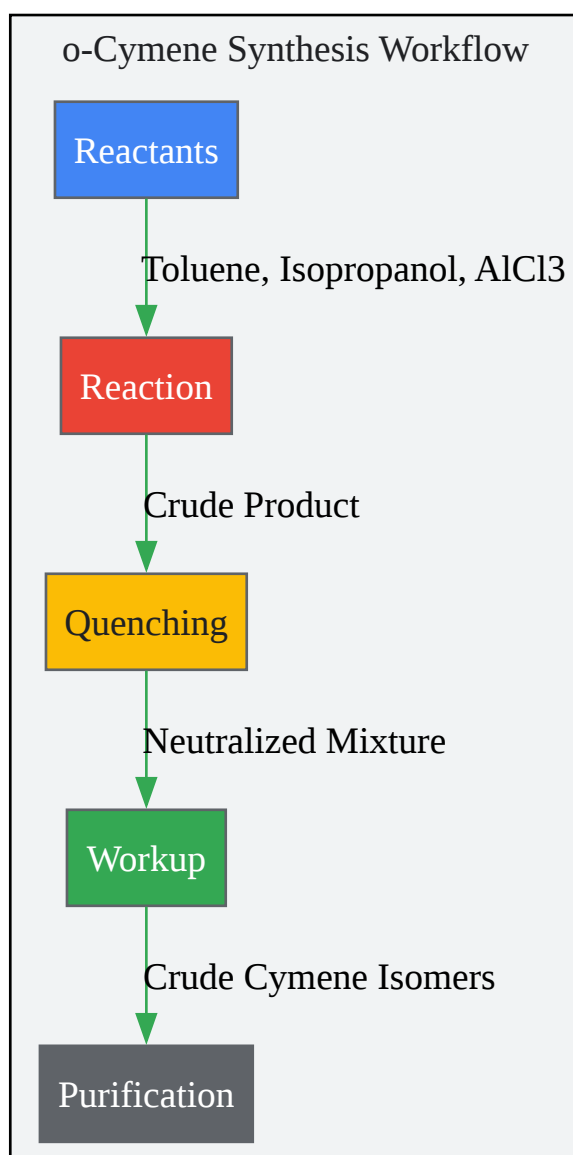 o-Cymene Synthesis Workflow
Reactants
Toluene, Isopropanol, AlCl3
Reaction
Crude Product
Quenching
Neutralized Mixture
Workup
Crude Cymene Isomers
Purification